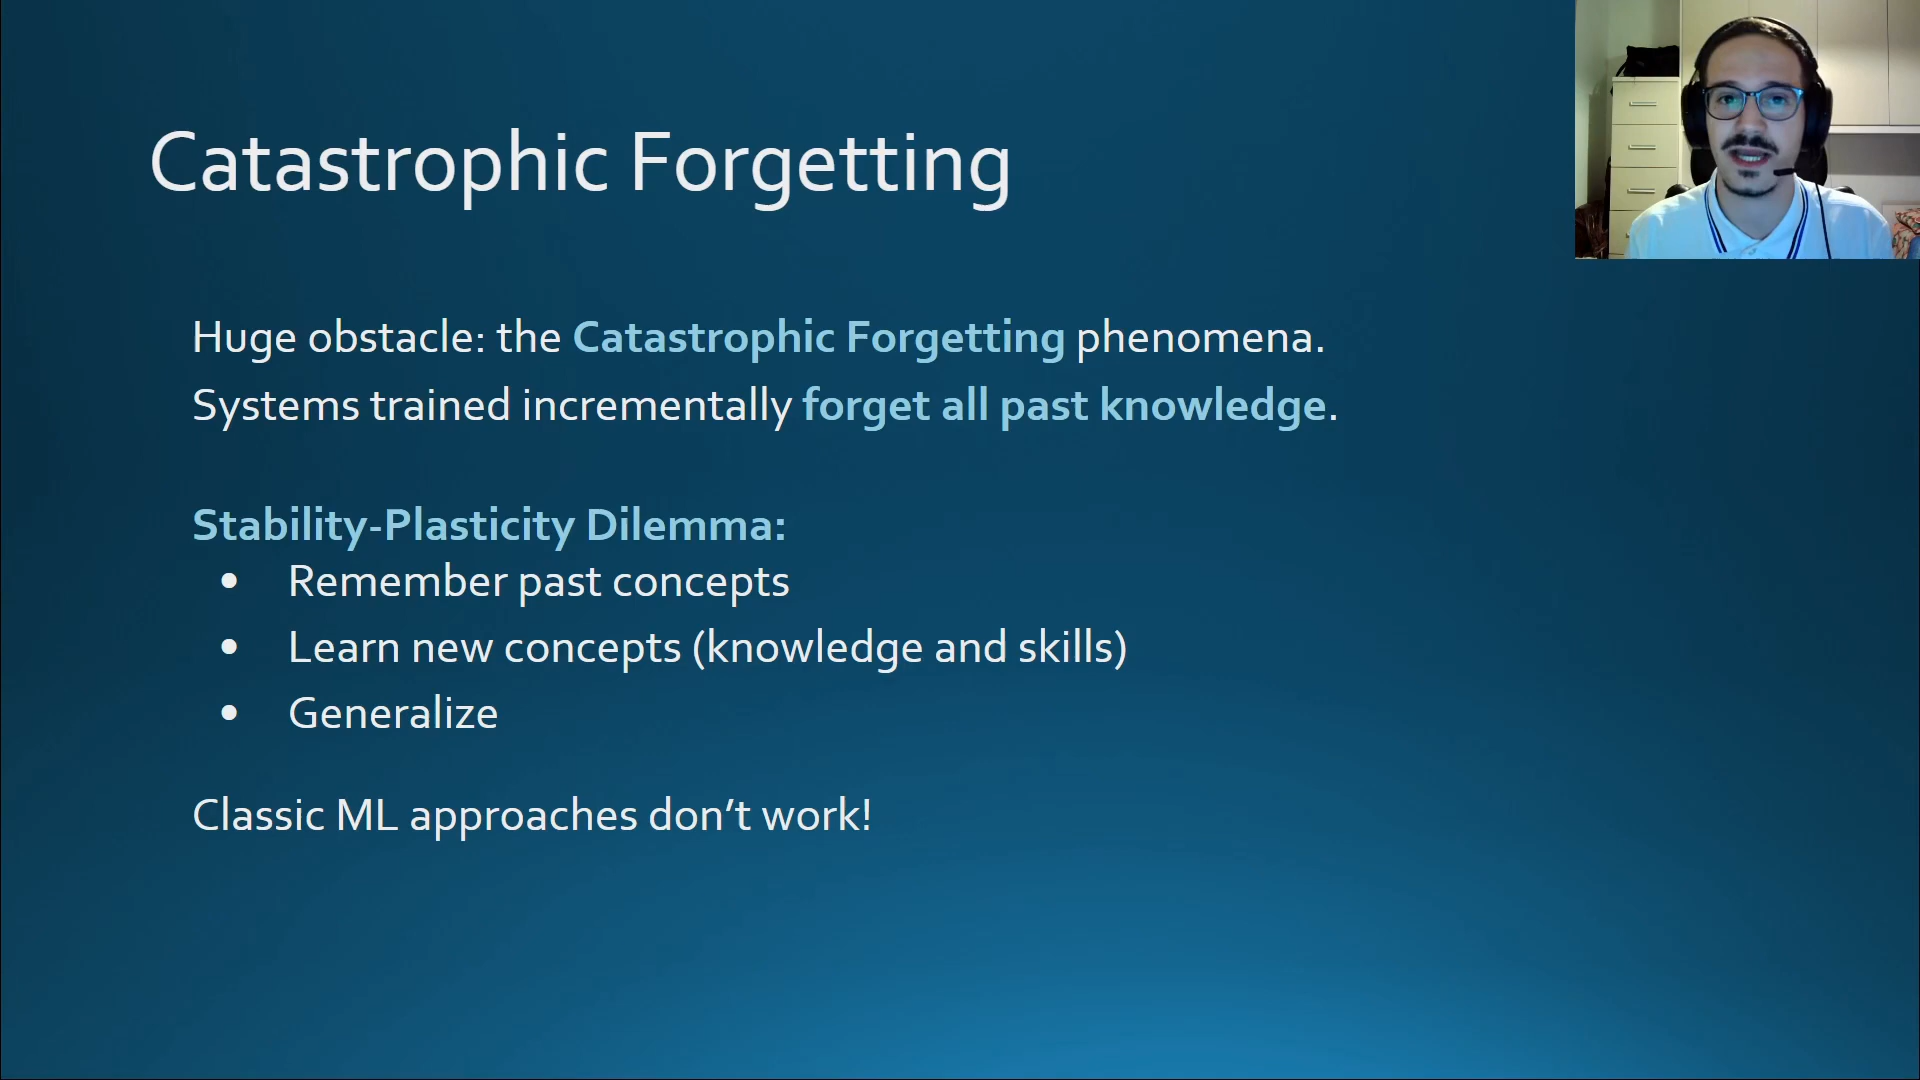 Catastrophic Forgetting
Huge obstacle: the Catastrophic Forgetting phenomena.
Systems trained incrementally forget all past knowledge.
Stability-Plasticity Dilemma:
• Remember past concepts
• Learn new concepts (knowledge and skills)
• Generalize
Classic ML approaches don’t work!